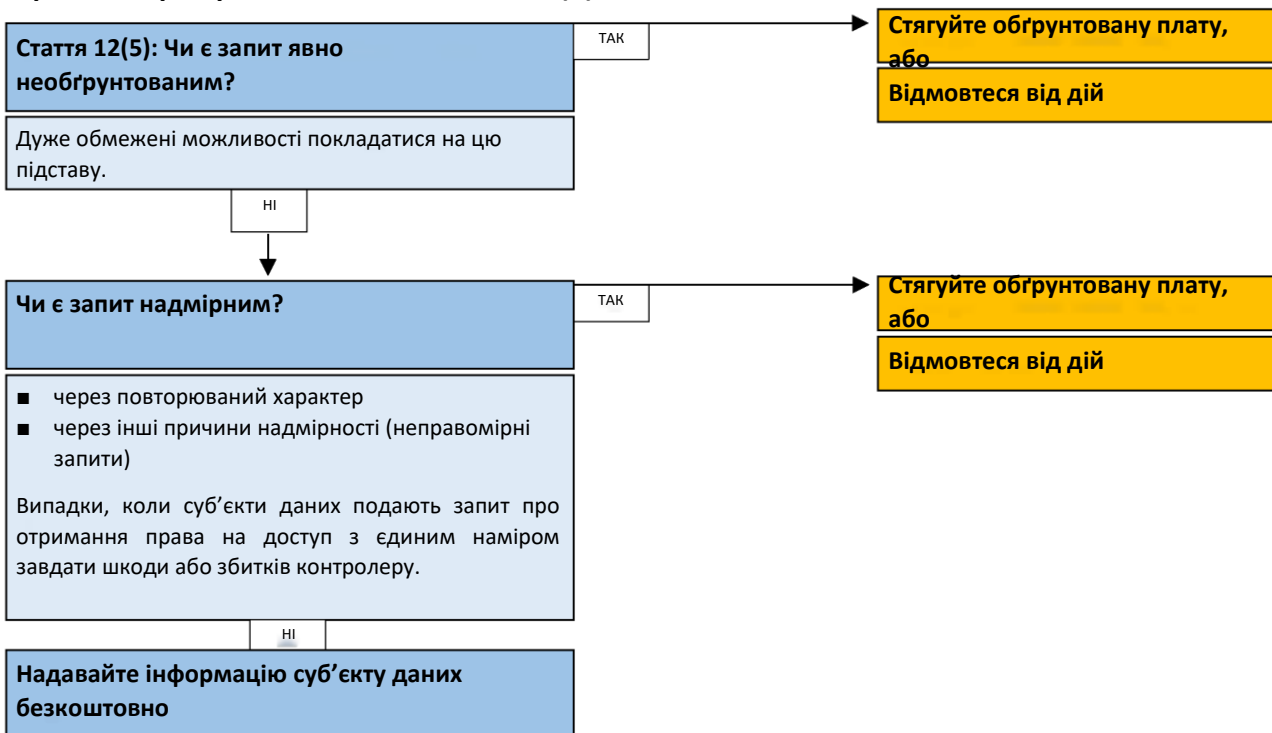 Стаття 12(5): Чи є запит явно
необґрунтованим?
ТАК
Стягуйте обґрунтовану плату,
або
Відмовтеся від дій
Дуже обмежені можливості покладатися на цю
підставу.
НІ
Чи є запит надмірним?
ТАК
Стягуйте обґрунтовану плату,
або
Відмовтеся від дій
■ через повторюваний характер
■ через інші причини надмірності (неправомірні
запити)
Випадки, коли суб’єкти даних подають запит про
отримання права на доступ з єдиним наміром
завдати шкоди або збитків контролеру.
НІ
Надавайте інформацію суб’єкту даних
безкоштовно